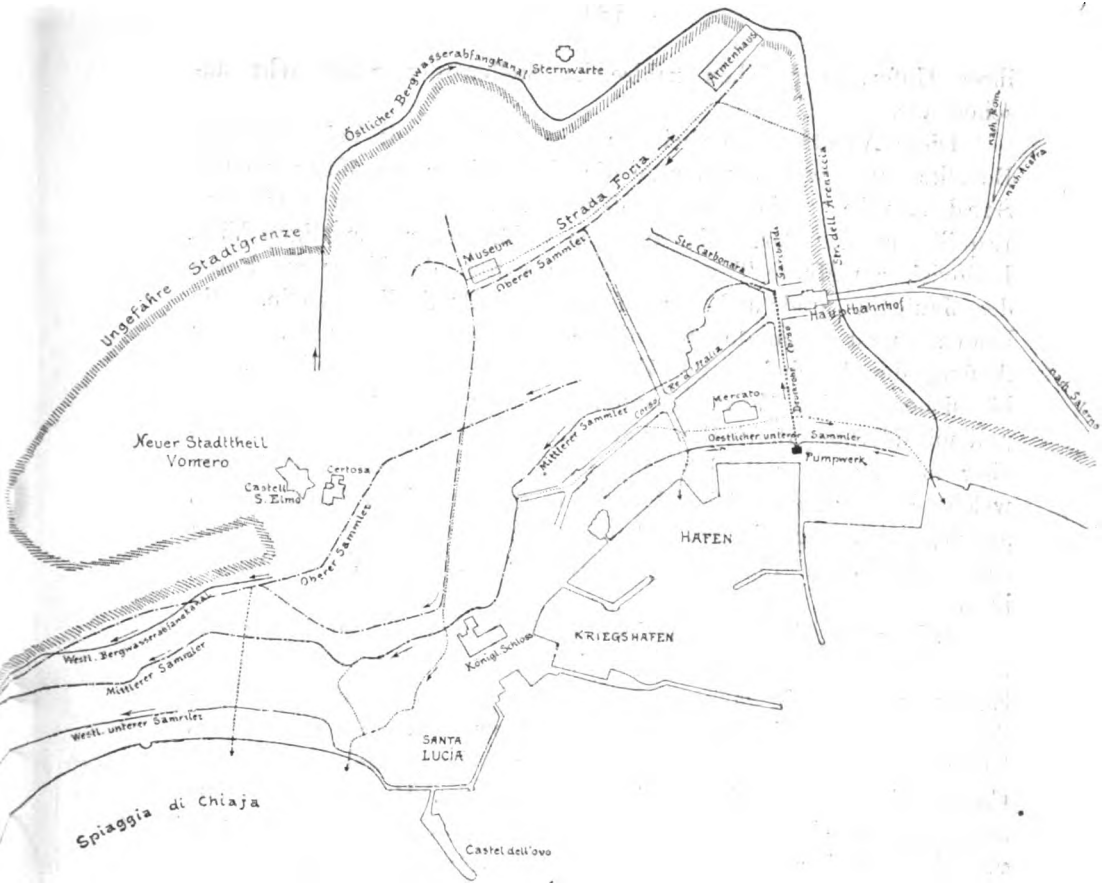 Östlicher Bergwasserabfangkanal
Sternwarte
Armenhaus
nach Rom
Strada Foria
Str. dell'Arenaccia
Ungefähre Stadtgrenze
Museum
Oberer Sammler
Ste. Carbonara
Garibaldi
Hauptbahnhof
nach Salerno
Corso
Corso Re d'Italia
Mercato
Mittlerer Sammler
Oestlicher unterer Sammler
Pumpwerk
Neuer Stadttheil
Vomero
Certosa
Castell
S. Elmo
Oberer Sammler
HAFEN
KRIEGSHAFEN
Königl. Schloss
Westl. Bergwasserabfangkanal
Mittlerer Sammler
Westl. unterer Sammler
SANTA
LUCIA
Spiaggia di Chiaja
Castel dell'ovo